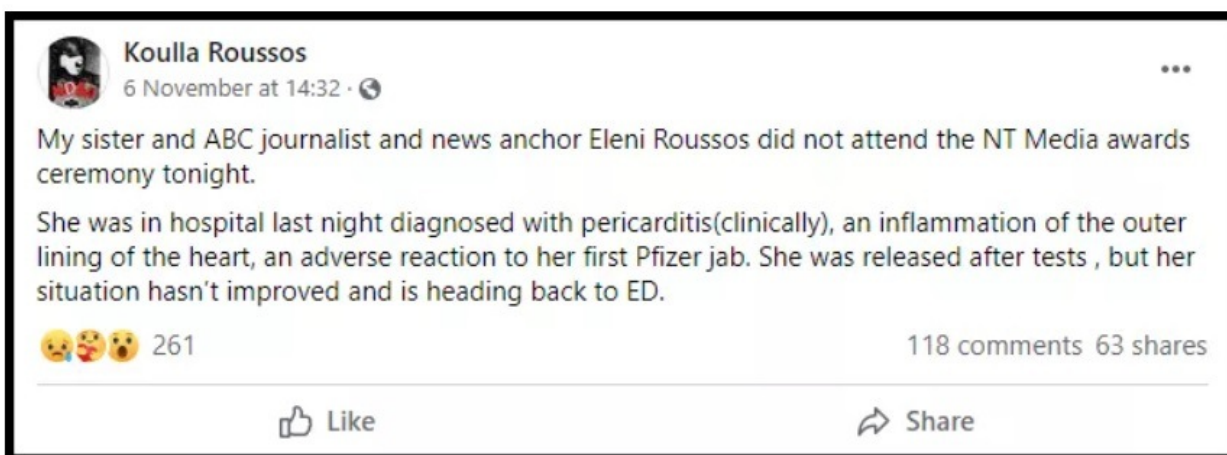 Koulla Roussos
6 November at 14:32 ·
My sister and ABC journalist and news anchor Eleni Roussos did not attend the NT Media awards
ceremony tonight.
She was in hospital last night diagnosed with pericarditis(clinically), an inflammation of the outer
lining of the heart, an adverse reaction to her first Pfizer jab. She was released after tests , but her
situation hasn't improved and is heading back to ED.
261 118 comments 63 shares
Like Share